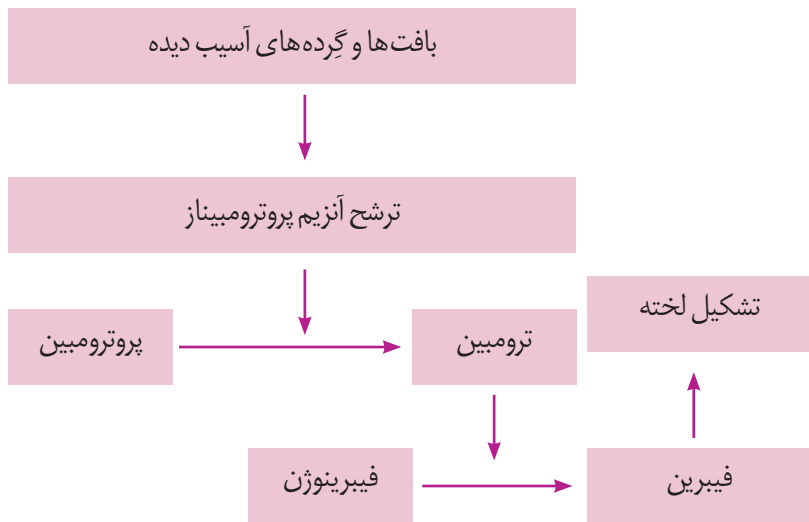 بافت‌ها و گِرده‌های آسیب دیده
ترشح آنزیم پروترومبیناز
تشکیل لخته
پروترومبین
ترومبین
فیبرینوژن
فیبرین